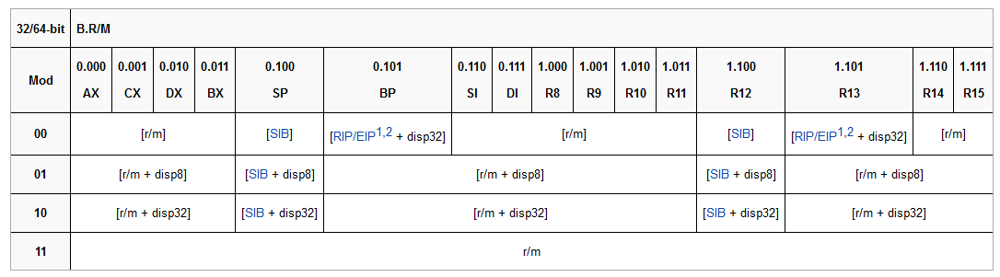 32/64-bit B.R/M
Mod 0.000 0.001 0.010 0.011 0.100 0.101 0.110 0.111 1.000 1.001 1.010 1.011 1.100 1.101 1.110 1.111
AX CX DX BX SP BP SI DI R8 R9 R10 R11 R12 R13 R14 R15
00 [r/m] [SIB] [RIP/EIP1,2 + disp32] [r/m] [SIB] [RIP/EIP1,2 + disp32] [r/m]
01 [r/m + disp8] [SIB + disp8] [r/m + disp8] [SIB + disp8] [r/m + disp8]
10 [r/m + disp32] [SIB + disp32] [r/m + disp32] [SIB + disp32] [r/m + disp32]
11 r/m